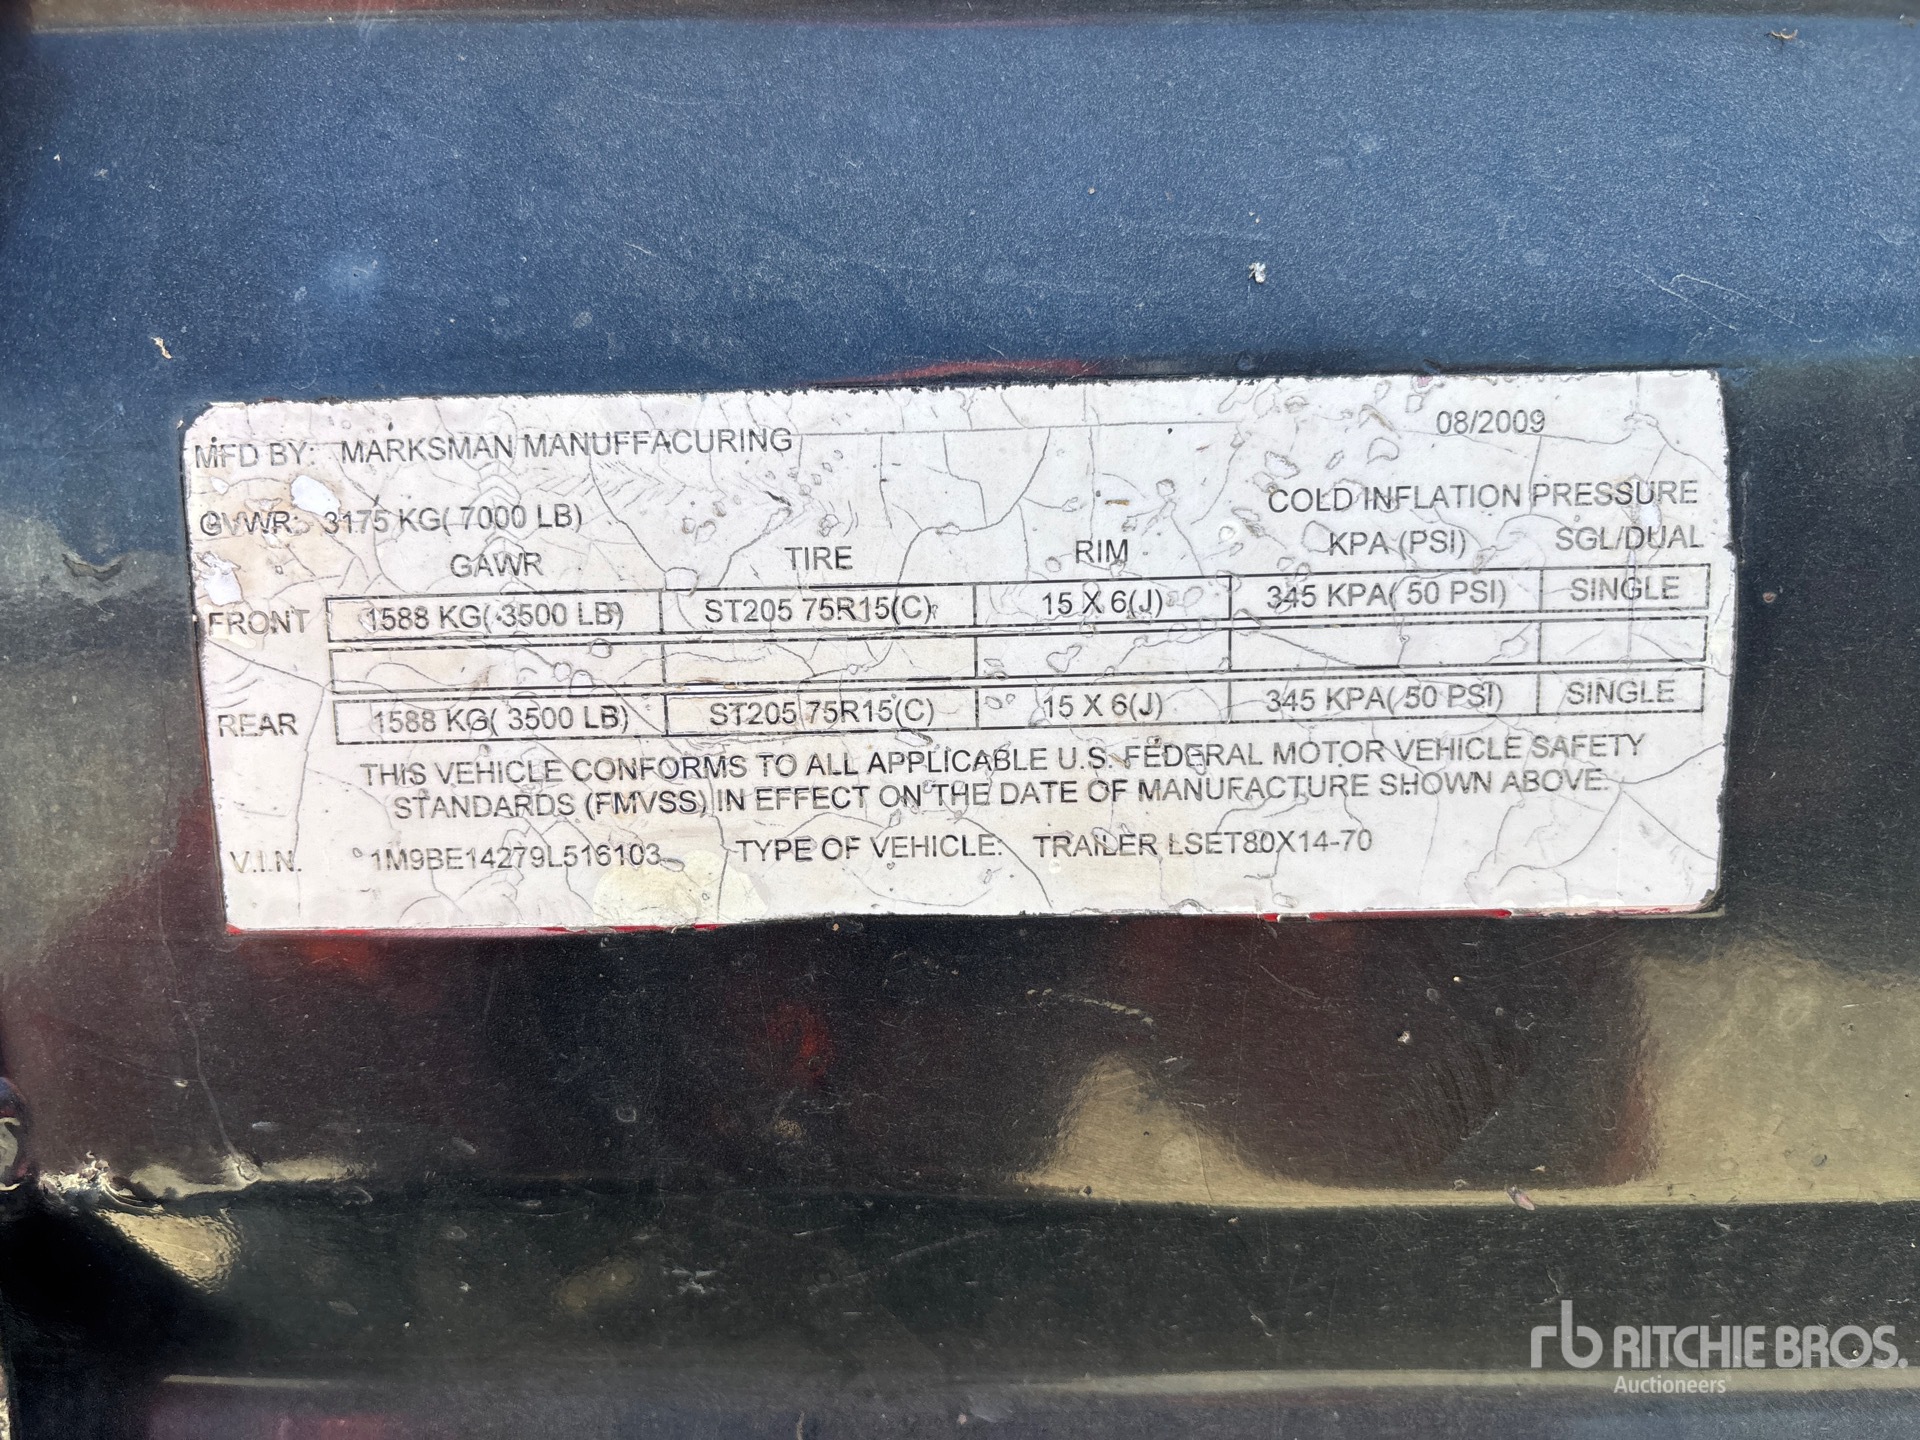 08/2009
MFD BY: MARKSMAN MANUFFACURING
COLD INFLATION PRESSURE
GVWR: 3175 KG( 7000 LB)
GAWR TIRE RIM KPA (PSI) SGL/DUAL
FRONT 1588 KG( 3500 LB) ST205 75R15(C) 15 X 6(J) 345 KPA( 50 PSI) SINGLE
REAR 1588 KG( 3500 LB) ST205 75R15(C) 15 X 6(J) 345 KPA( 50 PSI) SINGLE
THIS VEHICLE CONFORMS TO ALL APPLICABLE U.S. FEDERAL MOTOR VEHICLE SAFETY
STANDARDS (FMVSS) IN EFFECT ON THE DATE OF MANUFACTURE SHOWN ABOVE.
V.I.N. 1M9BE14279L516103 TYPE OF VEHICLE: TRAILER LSET80X14-70
rb RITCHIE BROS.
Auctioneers